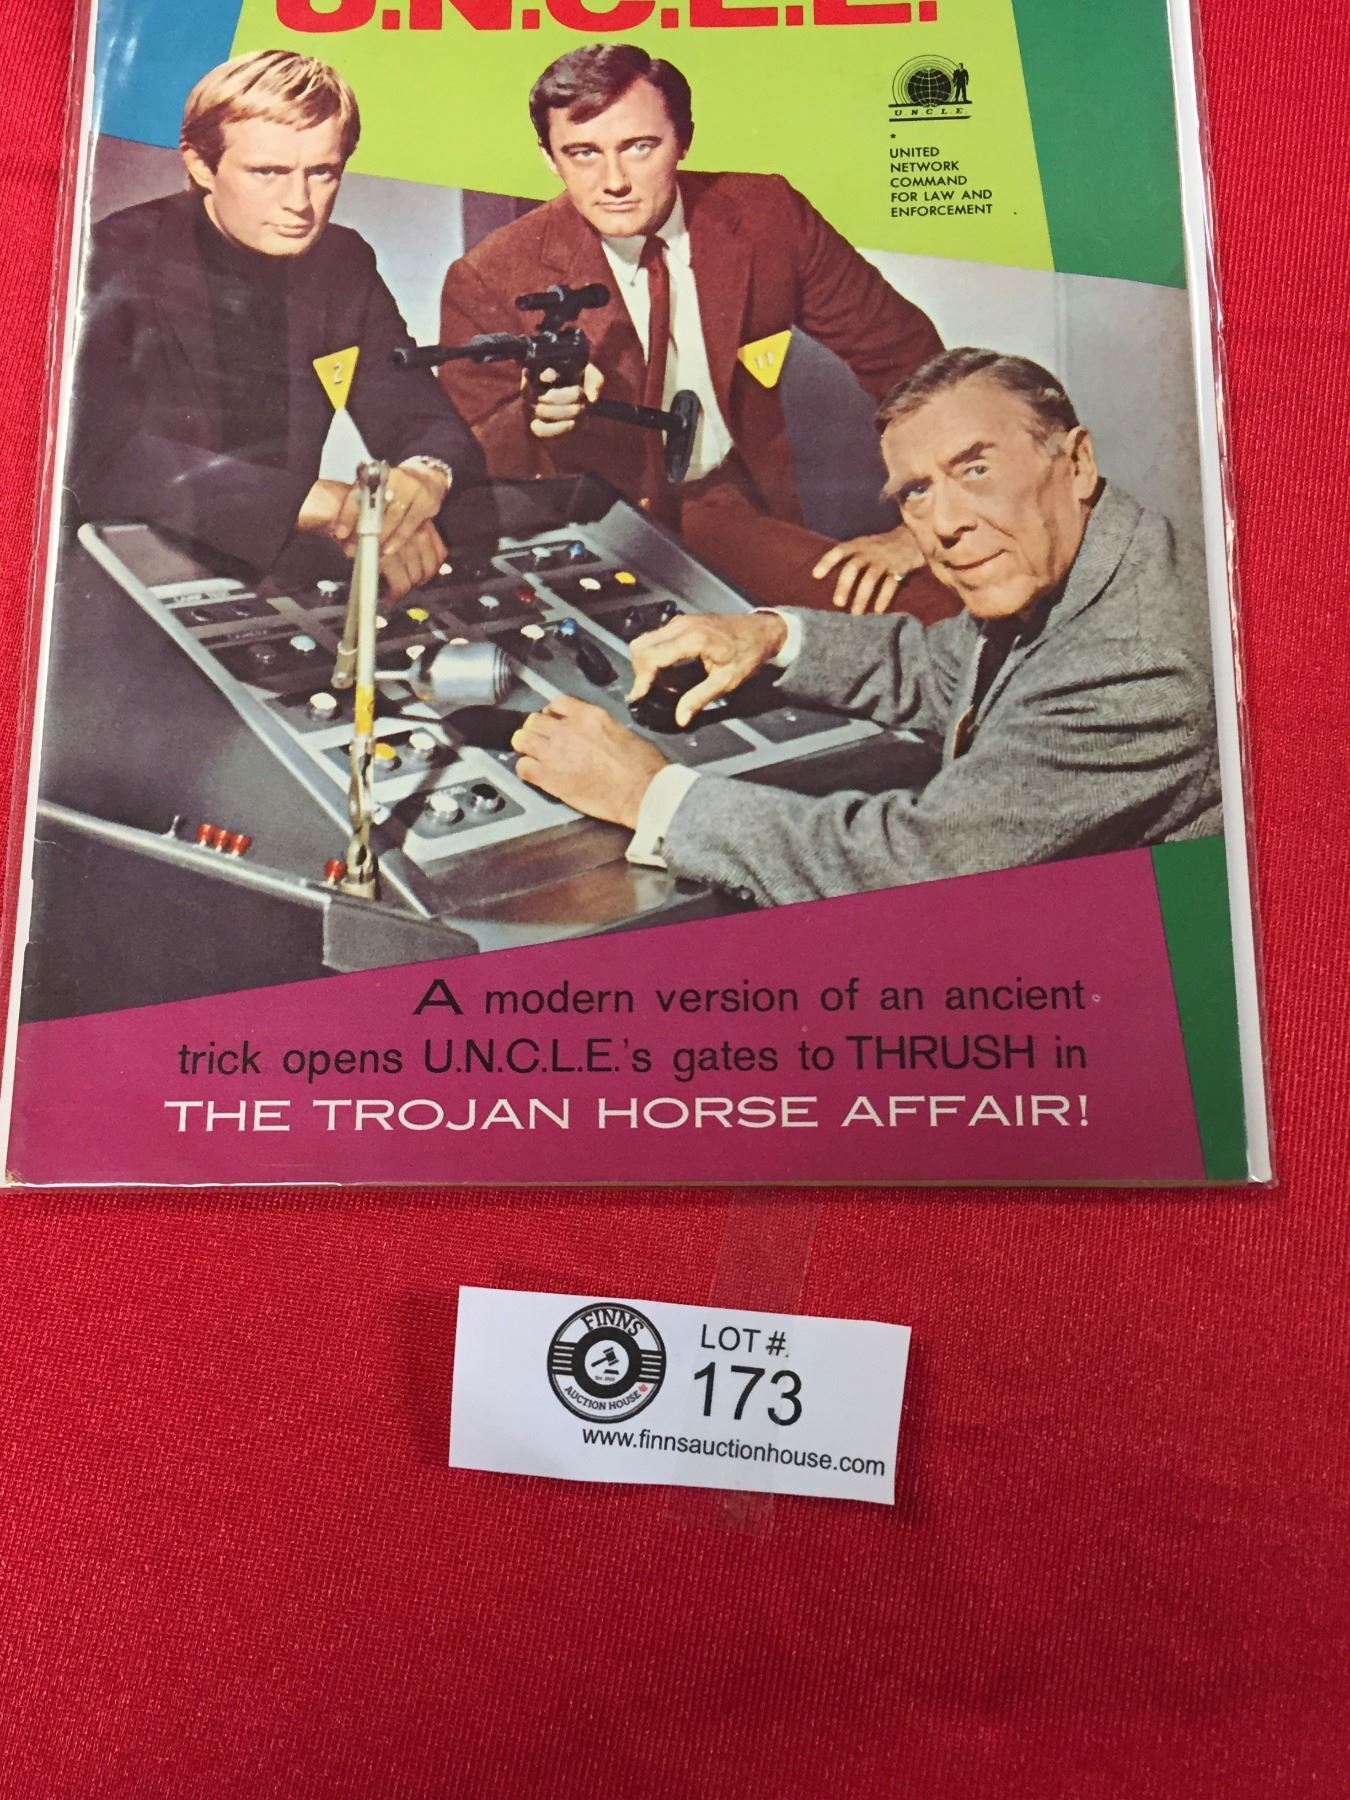 U.N.C.L.E.
U.N.C.L.E
UNITED
NETWORK
COMMAND
FOR LAW AND
ENFORCEMENT
2
11
A modern version of an ancient
trick opens U.N.C.L.E.'s gates to THRUSH in
THE TROJAN HORSE AFFAIR!
FINNS
AUCTION HOUSE
LOT #.
173
www.finnsauctionhouse.com